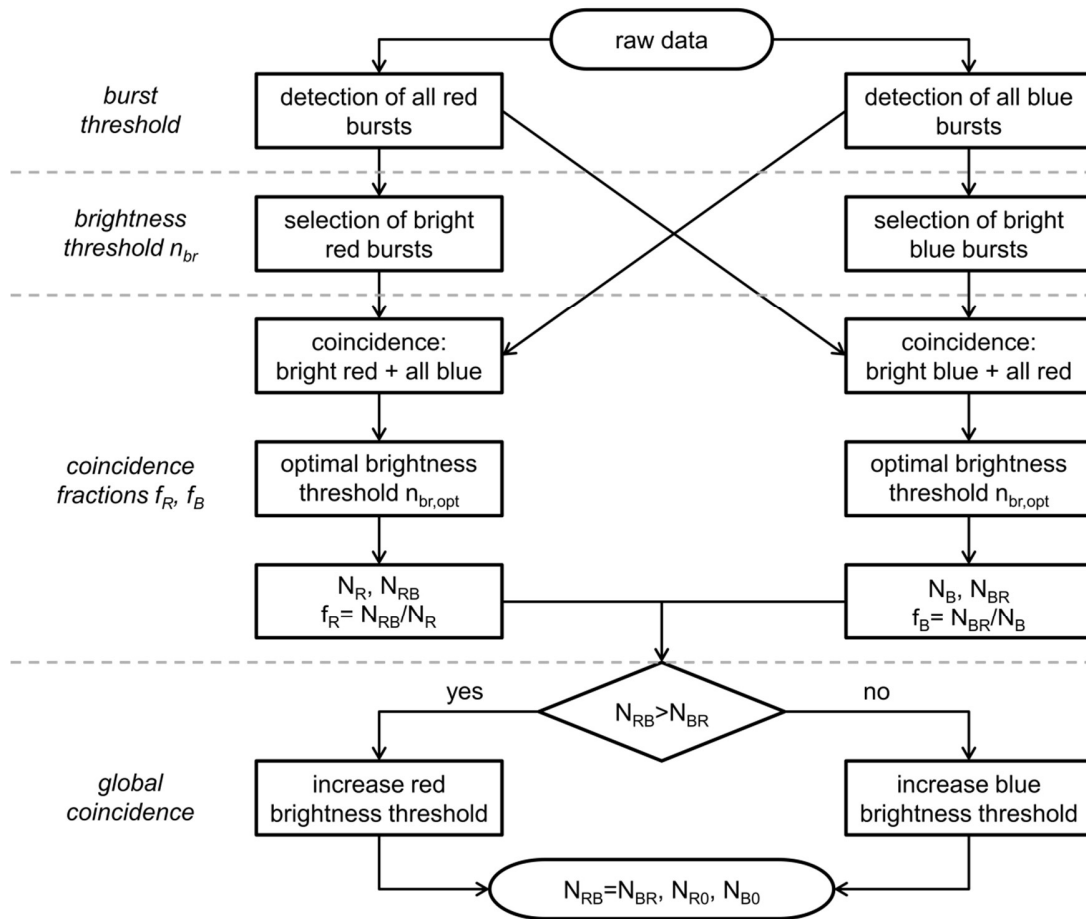 raw data
burst
threshold
detection of all red
bursts
detection of all blue
bursts
brightness
threshold n_br
selection of bright
red bursts
selection of bright
blue bursts
coincidence:
bright red + all blue
coincidence:
bright blue + all red
coincidence
fractions f_R, f_B
optimal brightness
threshold n_br,opt
optimal brightness
threshold n_br,opt
N_R, N_RB
f_R= N_RB/N_R
N_B, N_BR
f_B= N_BR/N_B
yes
N_RB>N_BR
no
global
coincidence
increase red
brightness threshold
increase blue
brightness threshold
N_RB=N_BR, N_R0, N_B0